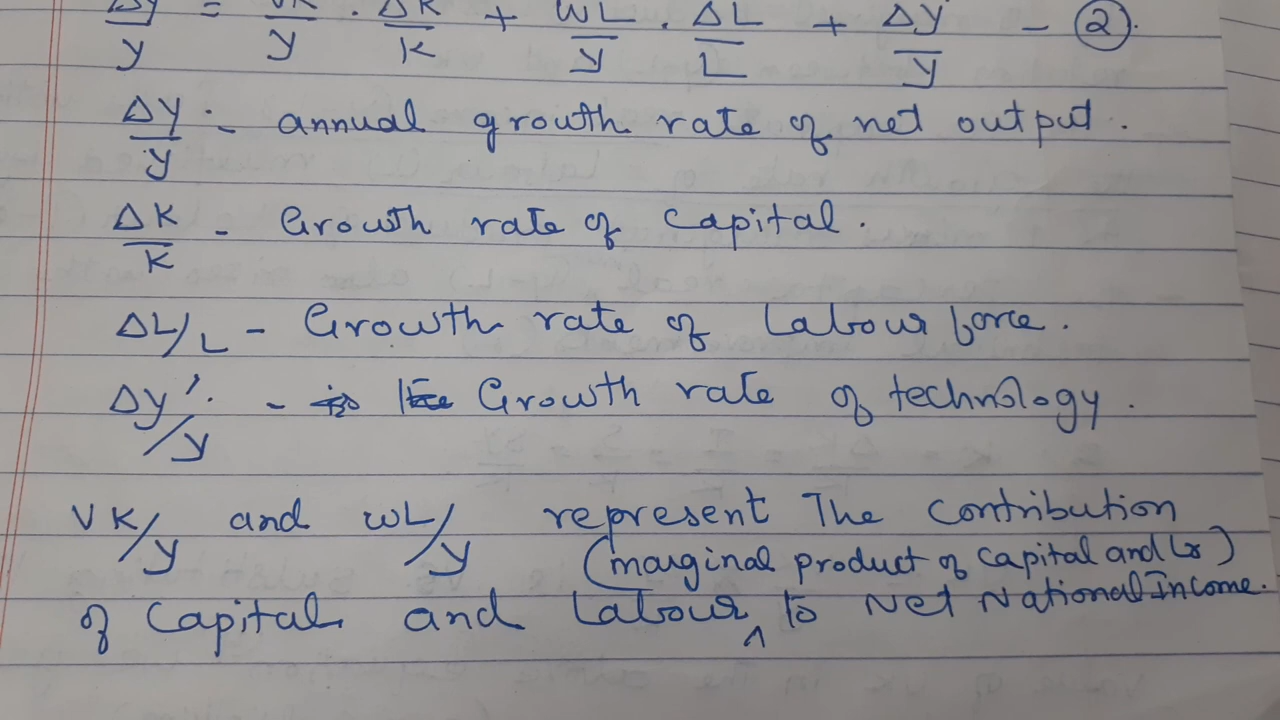 Δy/y = VK/y . ΔK/K + WL/y . ΔL/L + Δy/y - ②.
Δy/y :- annual growth rate of net output.
ΔK/K - Growth rate of Capital.
ΔL/L - Growth rate of Labour force.
Δy'/y . - Growth rate of technology.
VK/y and WL/y represent The Contribution
(marginal product of Capital and Lr)
of Capital and Labour ^ to Net National Income.